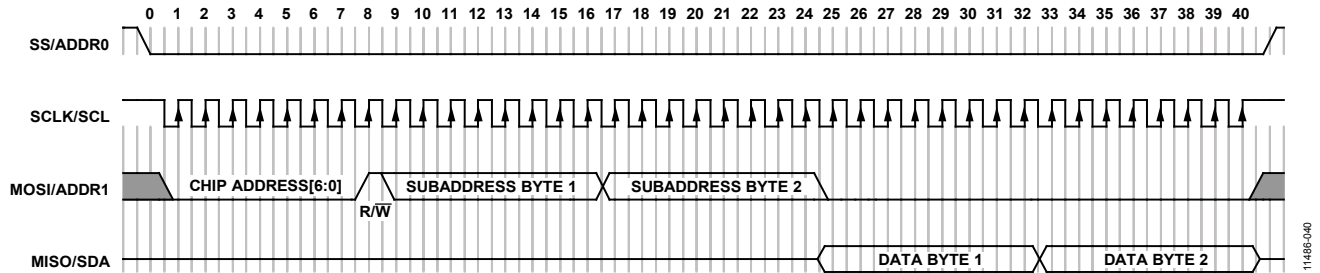 0 1 2 3 4 5 6 7 8 9 10 11 12 13 14 15 16 17 18 19 20 21 22 23 24 25 26 27 28 29 30 31 32 33 34 35 36 37 38 39 40
SS/ADDR0
SCLK/SCL
MOSI/ADDR1 CHIP ADDRESS[6:0] SUBADDRESS BYTE 1 SUBADDRESS BYTE 2
R/W̅
MISO/SDA DATA BYTE 1 DATA BYTE 2
11486-040